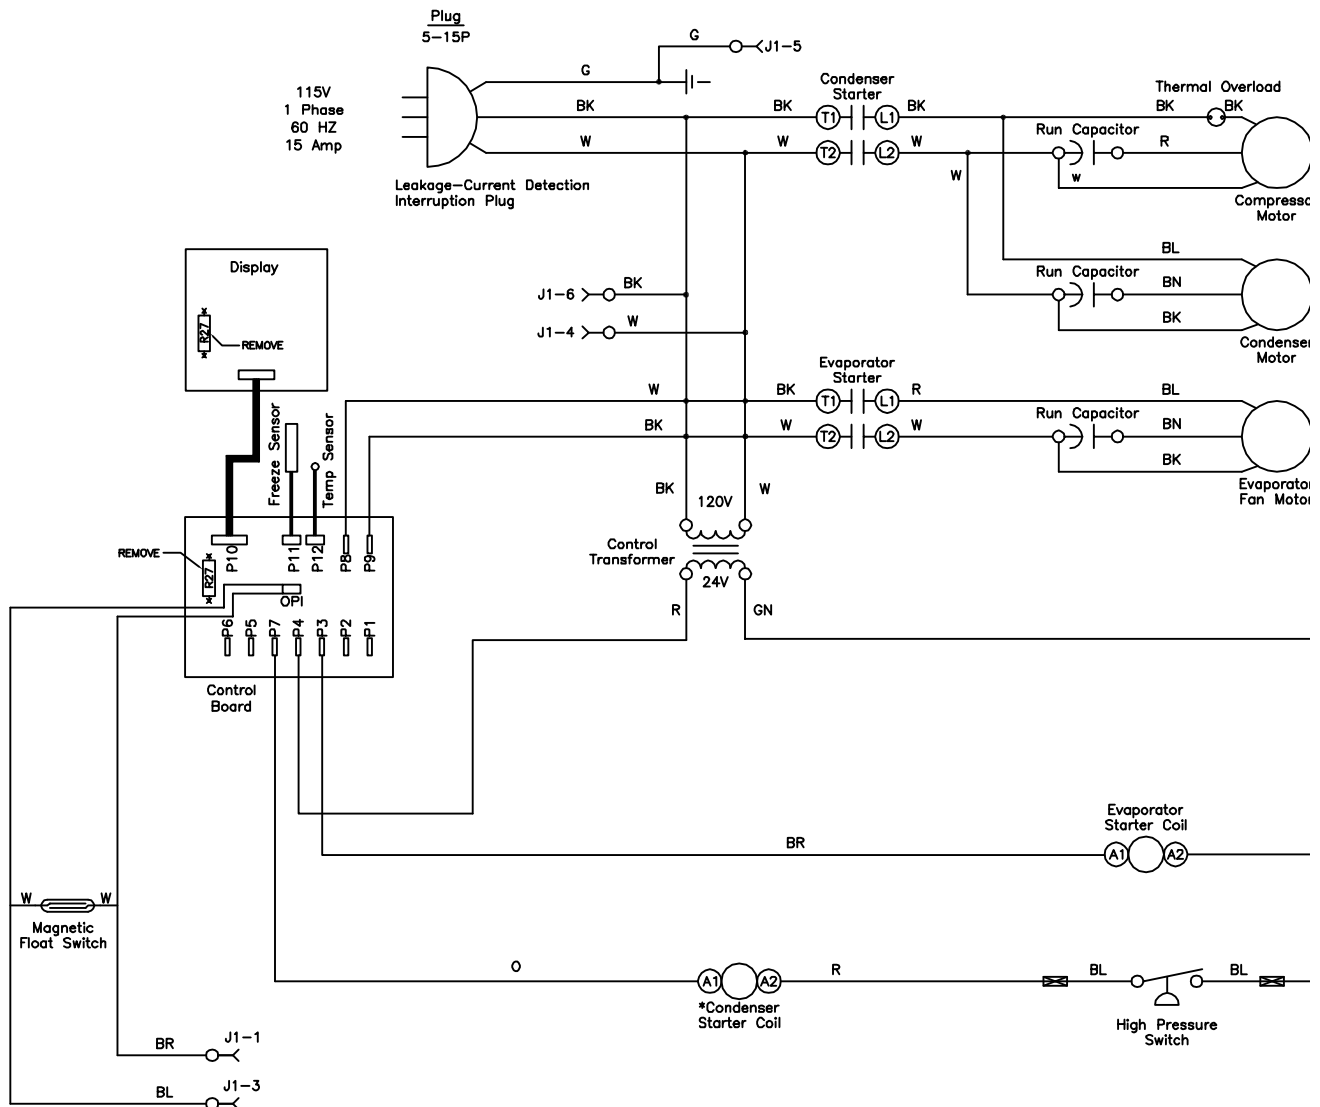 Plug
5-15P
G
J1-5
115V
1 Phase
60 HZ
15 Amp
G
BK
W
Leakage-Current Detection
Interruption Plug
Condenser
Starter
BK
T1
L1
BK
W
T2
L2
W
W
Thermal Overload
BK
BK
Run Capacitor
R
w
Compresso
Motor
Display
R27
REMOVE
J1-6
BK
J1-4
W
BL
Run Capacitor
BN
BK
Condenser
Motor
Evaporator
Starter
W
BK
T1
L1
R
BL
BK
W
T2
L2
W
Run Capacitor
BN
BK
Evaporator
Fan Motor
Freeze Sensor
Temp Sensor
BK
W
120V
Control
Transformer
24V
R
GN
REMOVE
R27
P10
P11
P12
P8
P9
OPI
P6
P5
P7
P4
P3
P2
P1
Control
Board
Evaporator
Starter Coil
BR
A1
A2
W
W
Magnetic
Float Switch
O
A1
A2
R
BL
BL
*Condenser
Starter Coil
High Pressure
Switch
BR
J1-1
BL
J1-3